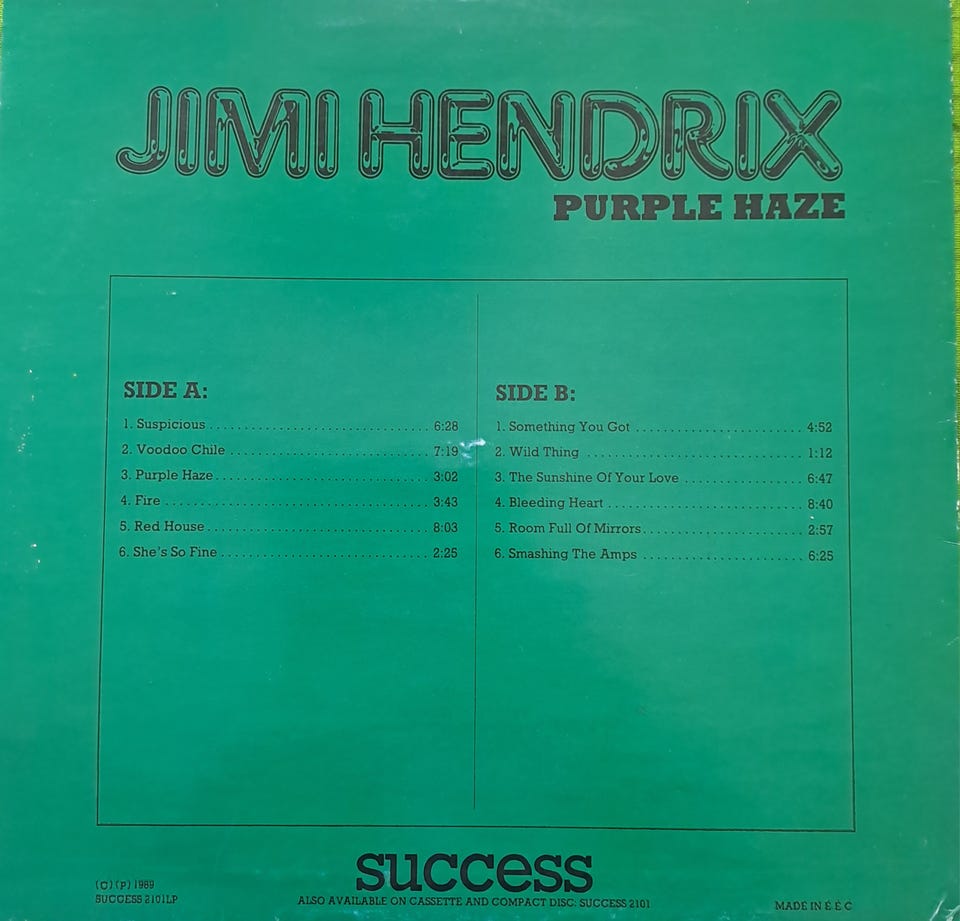 JIMI HENDRIX
PURPLE HAZE
SIDE A:
1. Suspicious . . . . . . . . . . . . . . . . . . . . . . . . . . . . . . . . . . 6:28
2. Voodoo Chile . . . . . . . . . . . . . . . . . . . . . . . . . . . . . . . 7:19
3. Purple Haze . . . . . . . . . . . . . . . . . . . . . . . . . . . . . . . . . 3:02
4. Fire . . . . . . . . . . . . . . . . . . . . . . . . . . . . . . . . . . . . . . . . . 3:43
5. Red House . . . . . . . . . . . . . . . . . . . . . . . . . . . . . . . . . . 8:03
6. She's So Fine . . . . . . . . . . . . . . . . . . . . . . . . . . . . . . . . 2:25
SIDE B:
1. Something You Got . . . . . . . . . . . . . . . . . . . . . . . . . 4:52
2. Wild Thing . . . . . . . . . . . . . . . . . . . . . . . . . . . . . . . . . 1:12
3. The Sunshine Of Your Love . . . . . . . . . . . . . . . . . . 6:47
4. Bleeding Heart . . . . . . . . . . . . . . . . . . . . . . . . . . . . . 8:40
5. Room Full Of Mirrors . . . . . . . . . . . . . . . . . . . . . . . . 2:57
6. Smashing The Amps . . . . . . . . . . . . . . . . . . . . . . . . 6:25
success
(C) (P) 1989
SUCCESS 2101LP
ALSO AVAILABLE ON CASSETTE AND COMPACT DISC: SUCCESS 2101
MADE IN E.E.C